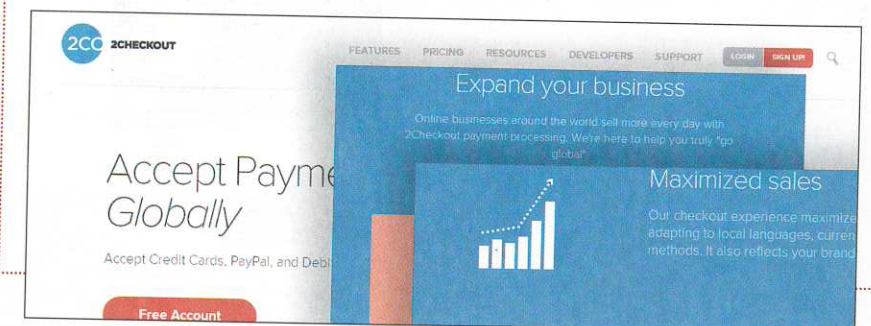 2CO 2CHECKOUT
FEATURES PRICING RESOURCES DEVELOPERS SUPPORT LOGIN SIGN UP!
Expand your business
Online businesses around the world sell more every day with
2Checkout payment processing. We're here to help you truly "go
global"
Accept Payme
Globally
Accept Credit Cards, PayPal, and Debi
Free Account
Maximized sales
Our checkout experience maximize
adapting to local languages, curren
methods. It also reflects your brand